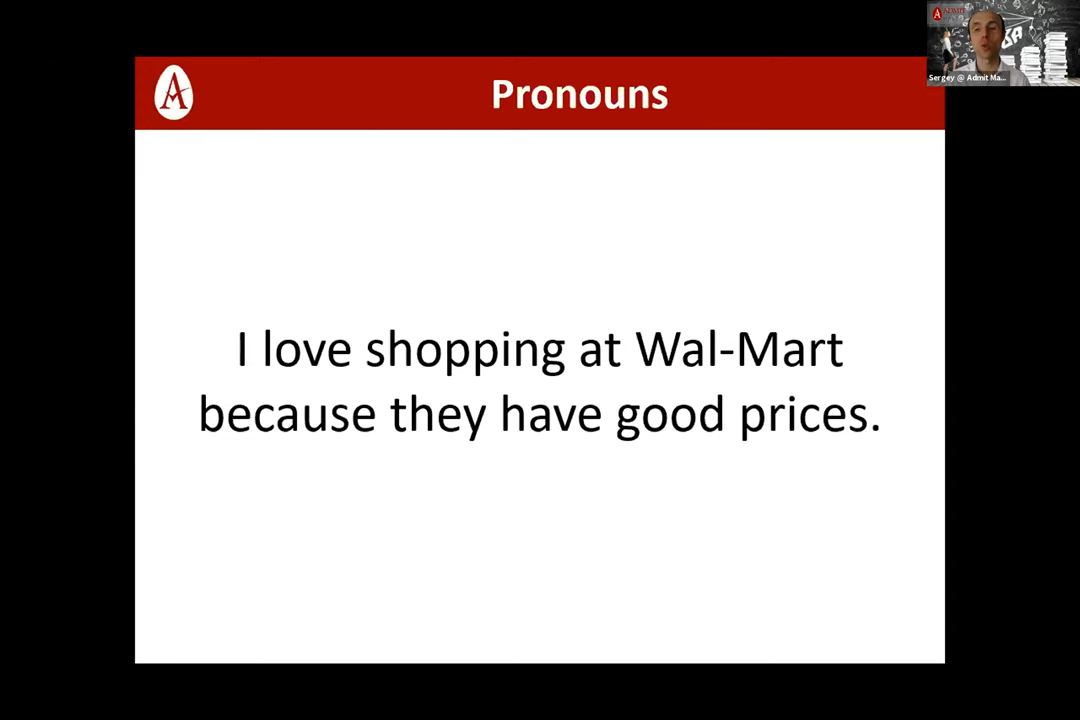 Pronouns
I love shopping at Wal-Mart
because they have good prices.
Sergey @ Admit Ma...